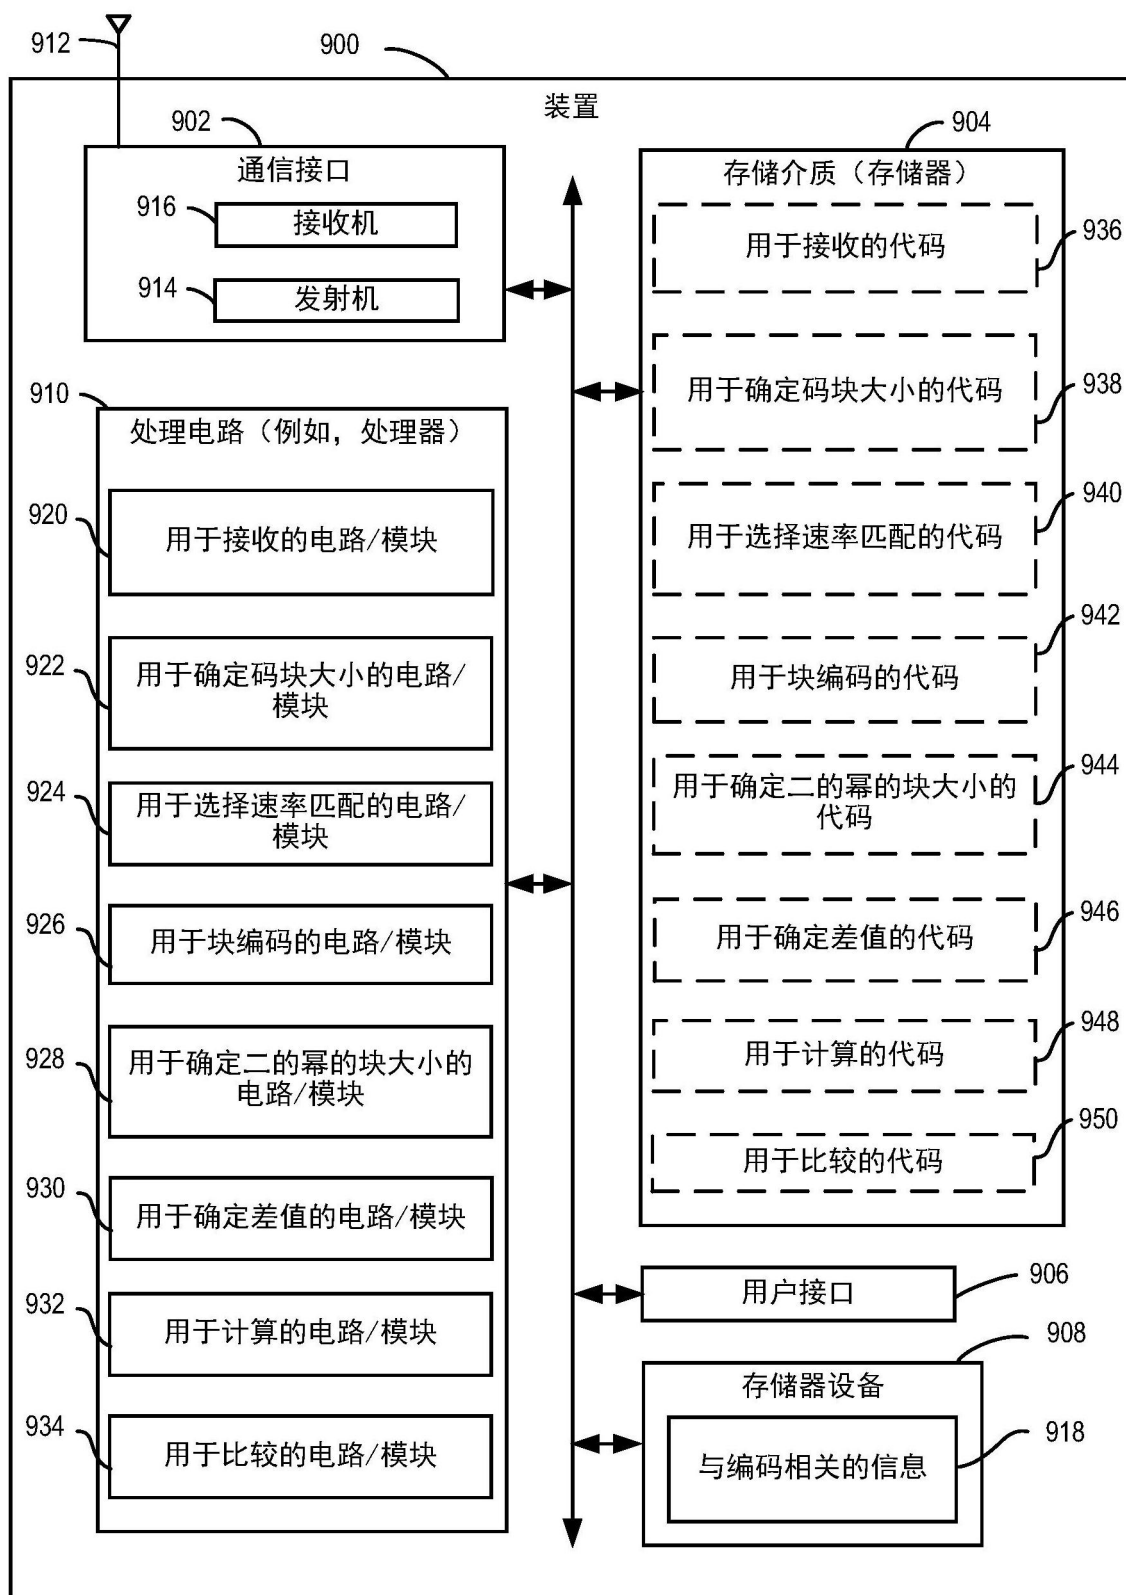 912
900
装置
902
通信接口
916
接收机
914
发射机
904
存储介质（存储器）
用于接收的代码
936
用于确定码块大小的代码
938
用于选择速率匹配的代码
940
用于块编码的代码
942
用于确定二的幂的块大小的
代码
944
用于确定差值的代码
946
用于计算的代码
948
用于比较的代码
950
910
处理电路（例如，处理器）
920
用于接收的电路/模块
922
用于确定码块大小的电路/
模块
924
用于选择速率匹配的电路/
模块
926
用于块编码的电路/模块
928
用于确定二的幂的块大小的
电路/模块
930
用于确定差值的电路/模块
932
用于计算的电路/模块
934
用于比较的电路/模块
用户接口
906
908
存储器设备
与编码相关的信息
918